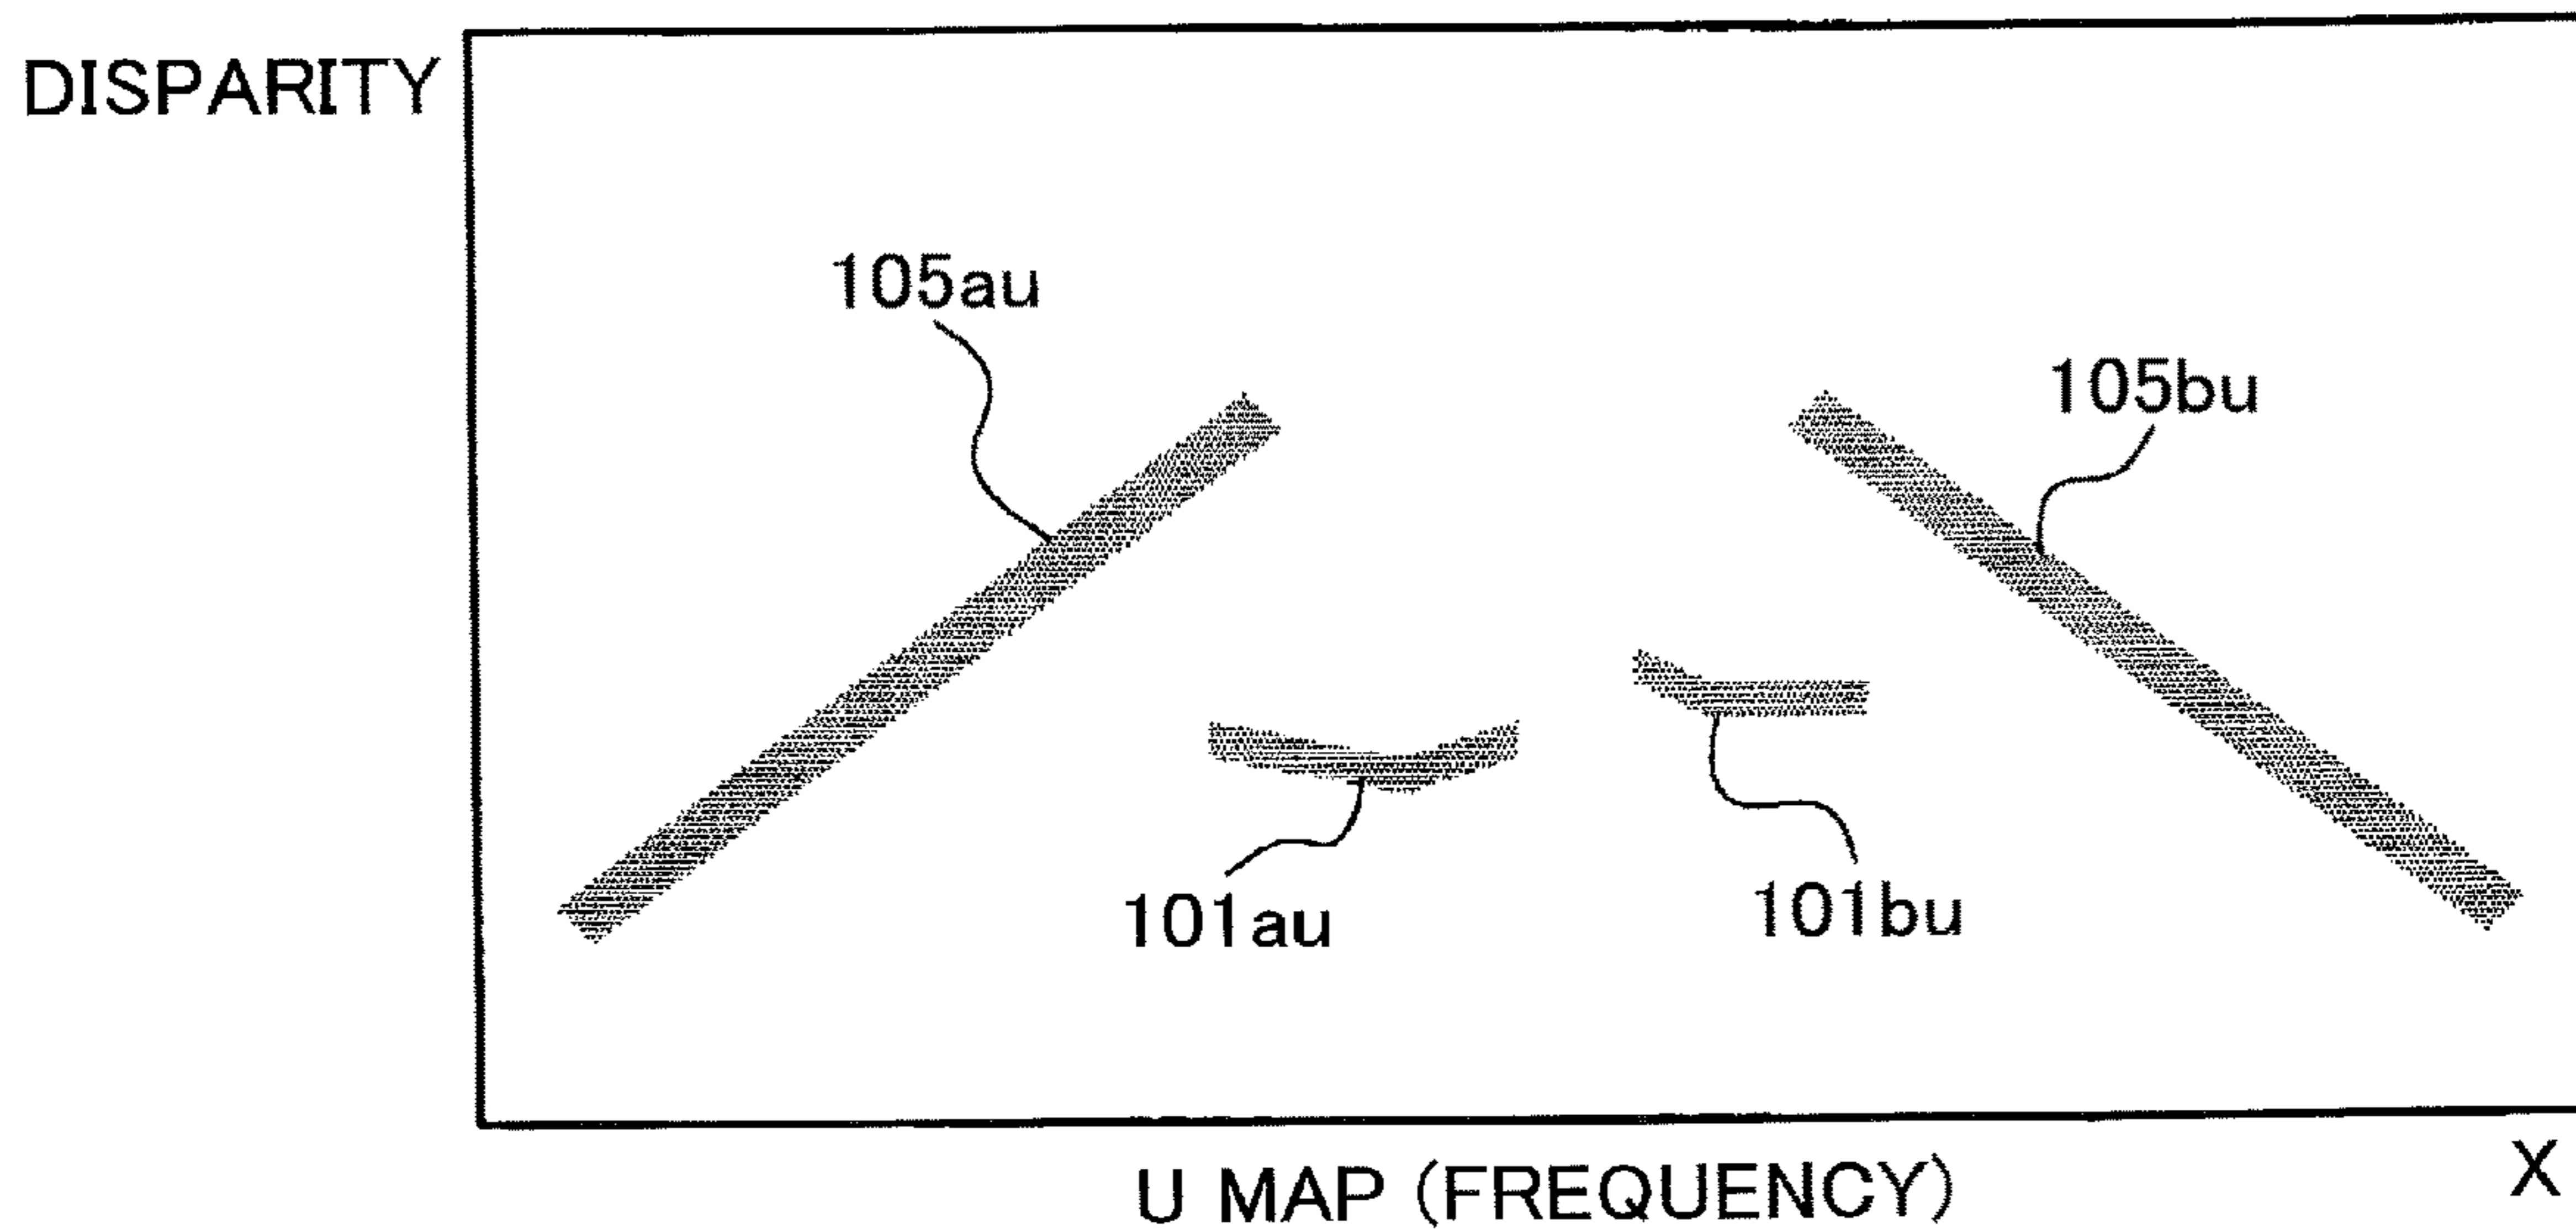 DISPARITY
105au
105bu
101au
101bu
U MAP (FREQUENCY)
X